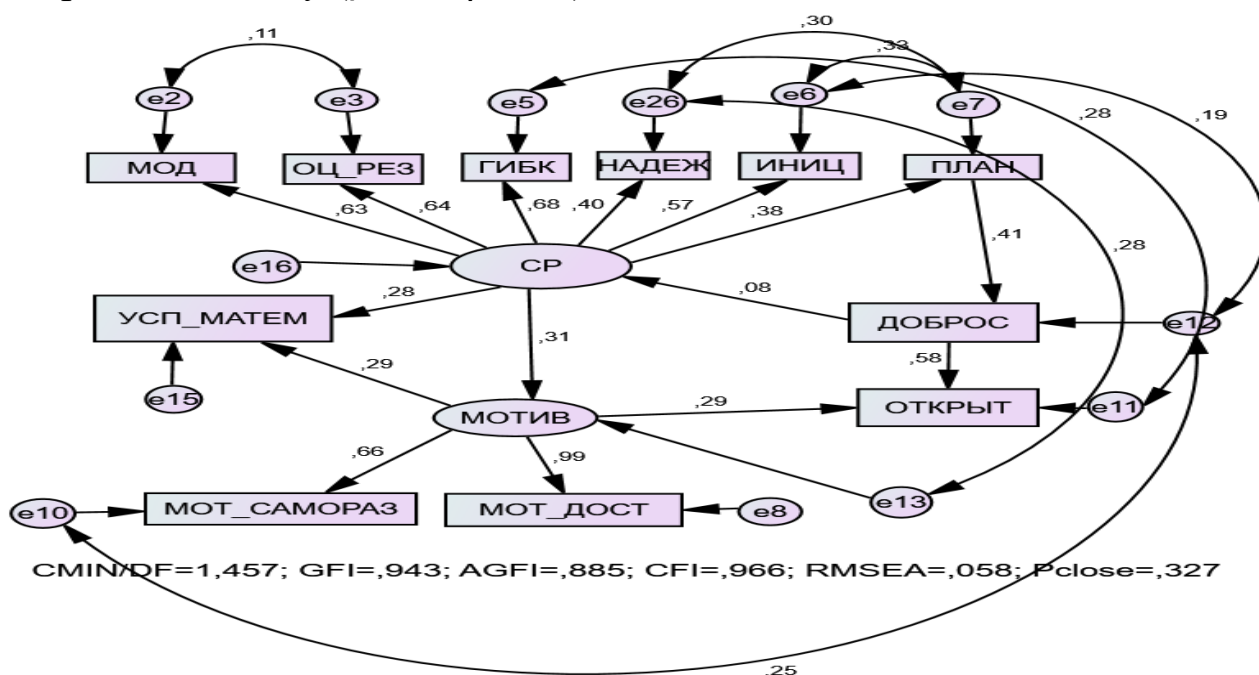 ,11
,30
,33
e2
e3
e5
e26
e6
e7
,28
,19
МОД
ОЦ_РЕЗ
ГИБК
НАДЕЖ
ИНИЦ
ПЛАН
,63
,64
,68
,40
,57
,38
,41
,28
e16
СР
,28
,08
УСП_МАТЕМ
,31
ДОБРОС
e12
,29
,58
e15
МОТИВ
,29
ОТКРЫТ
e11
,66
,99
e10
МОТ_САМОРАЗ
МОТ_ДОСТ
e8
e13
CMIN/DF=1,457; GFI=,943; AGFI=,885; CFI=,966; RMSEA=,058; Pclose=,327
,25